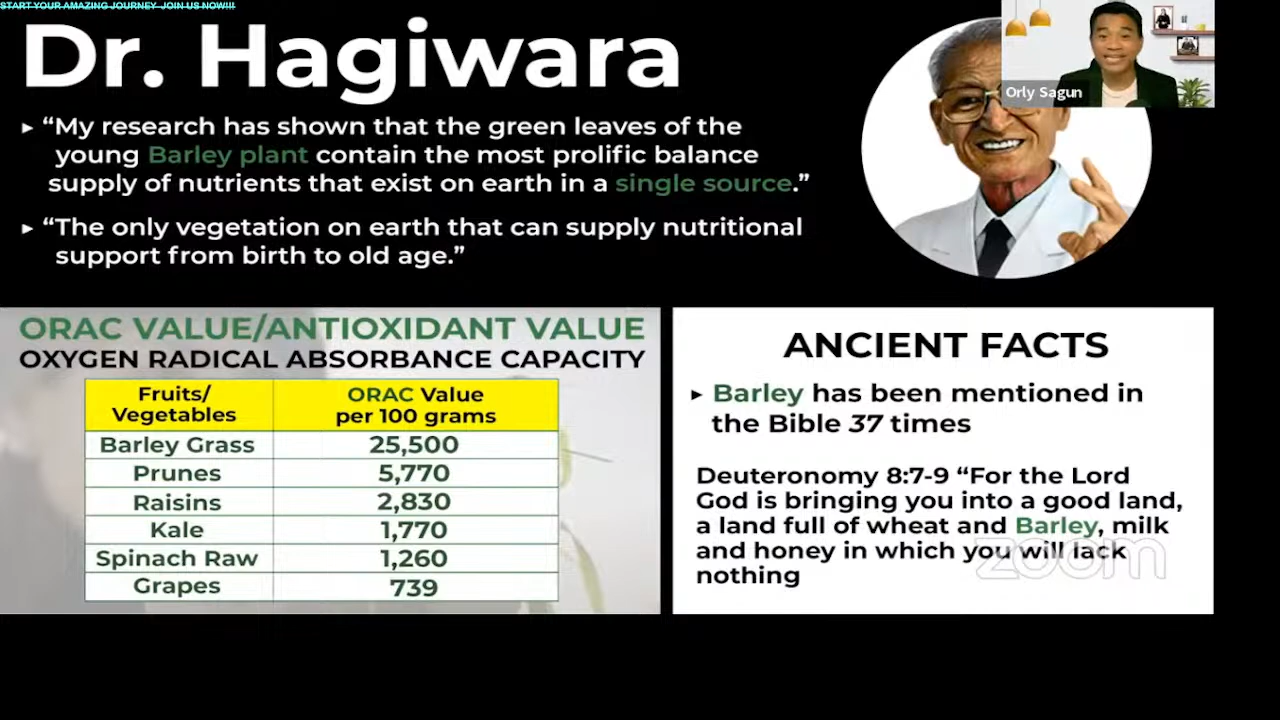 START YOUR AMAZING JOURNEY JOIN US NOW!!!
Dr. Hagiwara
Orly Sagun
▸ “My research has shown that the green leaves of the
young Barley plant contain the most prolific balance
supply of nutrients that exist on earth in a single source.”
▸ “The only vegetation on earth that can supply nutritional
support from birth to old age.”
ORAC VALUE/ANTIOXIDANT VALUE
OXYGEN RADICAL ABSORBANCE CAPACITY
Fruits/ Vegetables ORAC Value per 100 grams
Barley Grass 25,500
Prunes 5,770
Raisins 2,830
Kale 1,770
Spinach Raw 1,260
Grapes 739
ANCIENT FACTS
▸ Barley has been mentioned in
the Bible 37 times
Deuteronomy 8:7-9 “For the Lord
God is bringing you into a good land,
a land full of wheat and Barley, milk
and honey in which you will lack
nothing
zoom